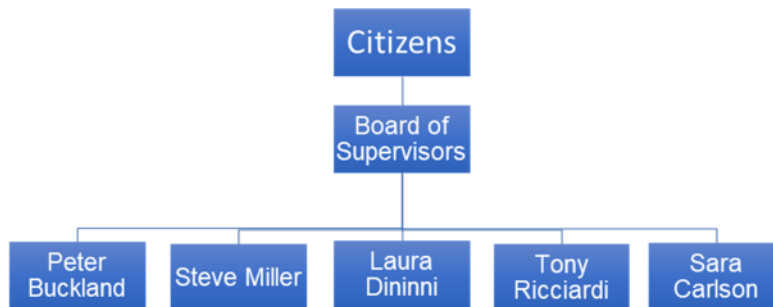 Citizens
Board of
Supervisors
Peter
Buckland
Steve Miller
Laura
Dininni
Tony
Ricciardi
Sara
Carlson